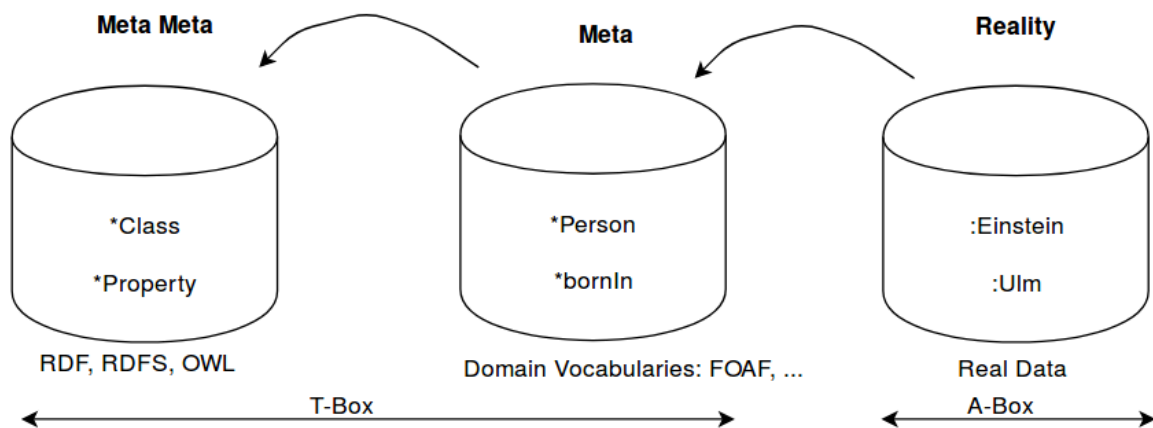 Meta Meta
Meta
Reality
*Class
*Property
*Person
*bornIn
:Einstein
:Ulm
RDF, RDFS, OWL
Domain Vocabularies: FOAF, ...
Real Data
T-Box
A-Box